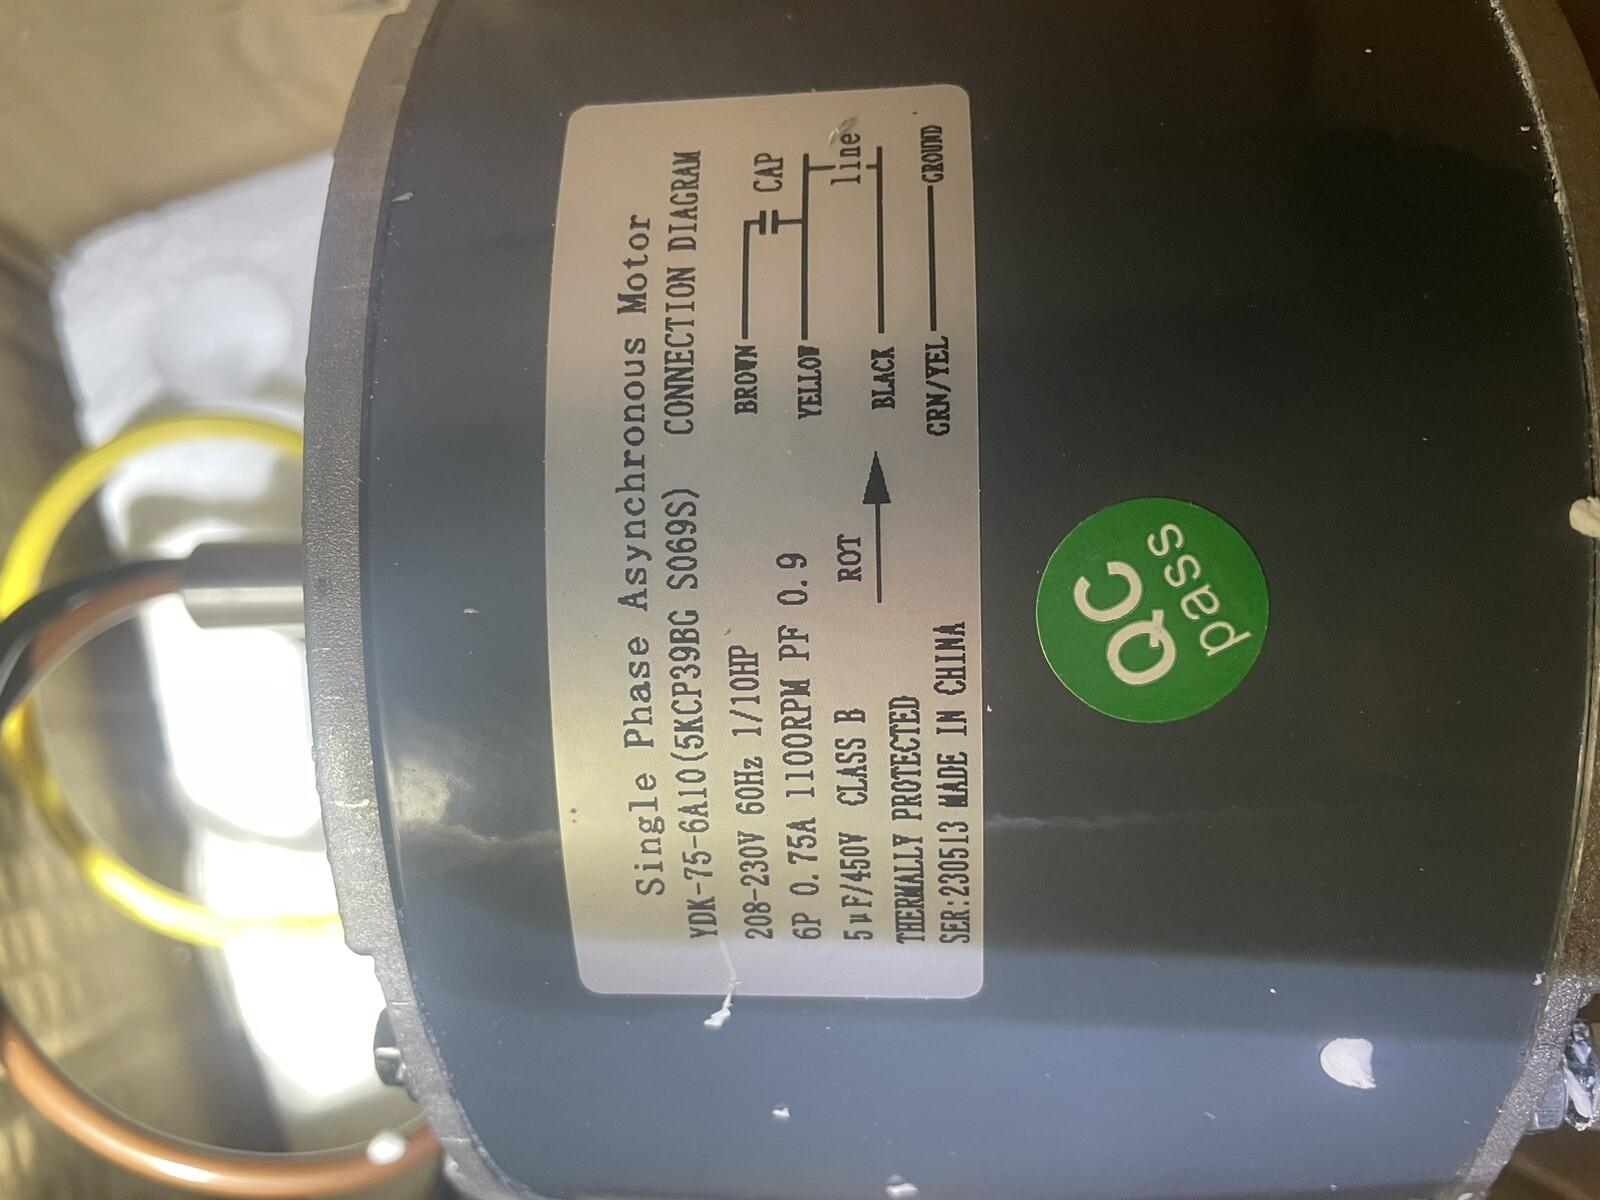 Single Phase Asynchronous Motor
YDK-75-6A10(5KCP39BG S069S) CONNECTION DIAGRAM
208-230V 60Hz 1/10HP
6P 0.75A 1100RPM PF 0.9
5μF/450V CLASS B
THERMALLY PROTECTED
SER:230513 MADE IN CHINA
ROT
BROWN CAP
YELLOW
line
BLACK
GRN/YEL GROUND
QC
pass